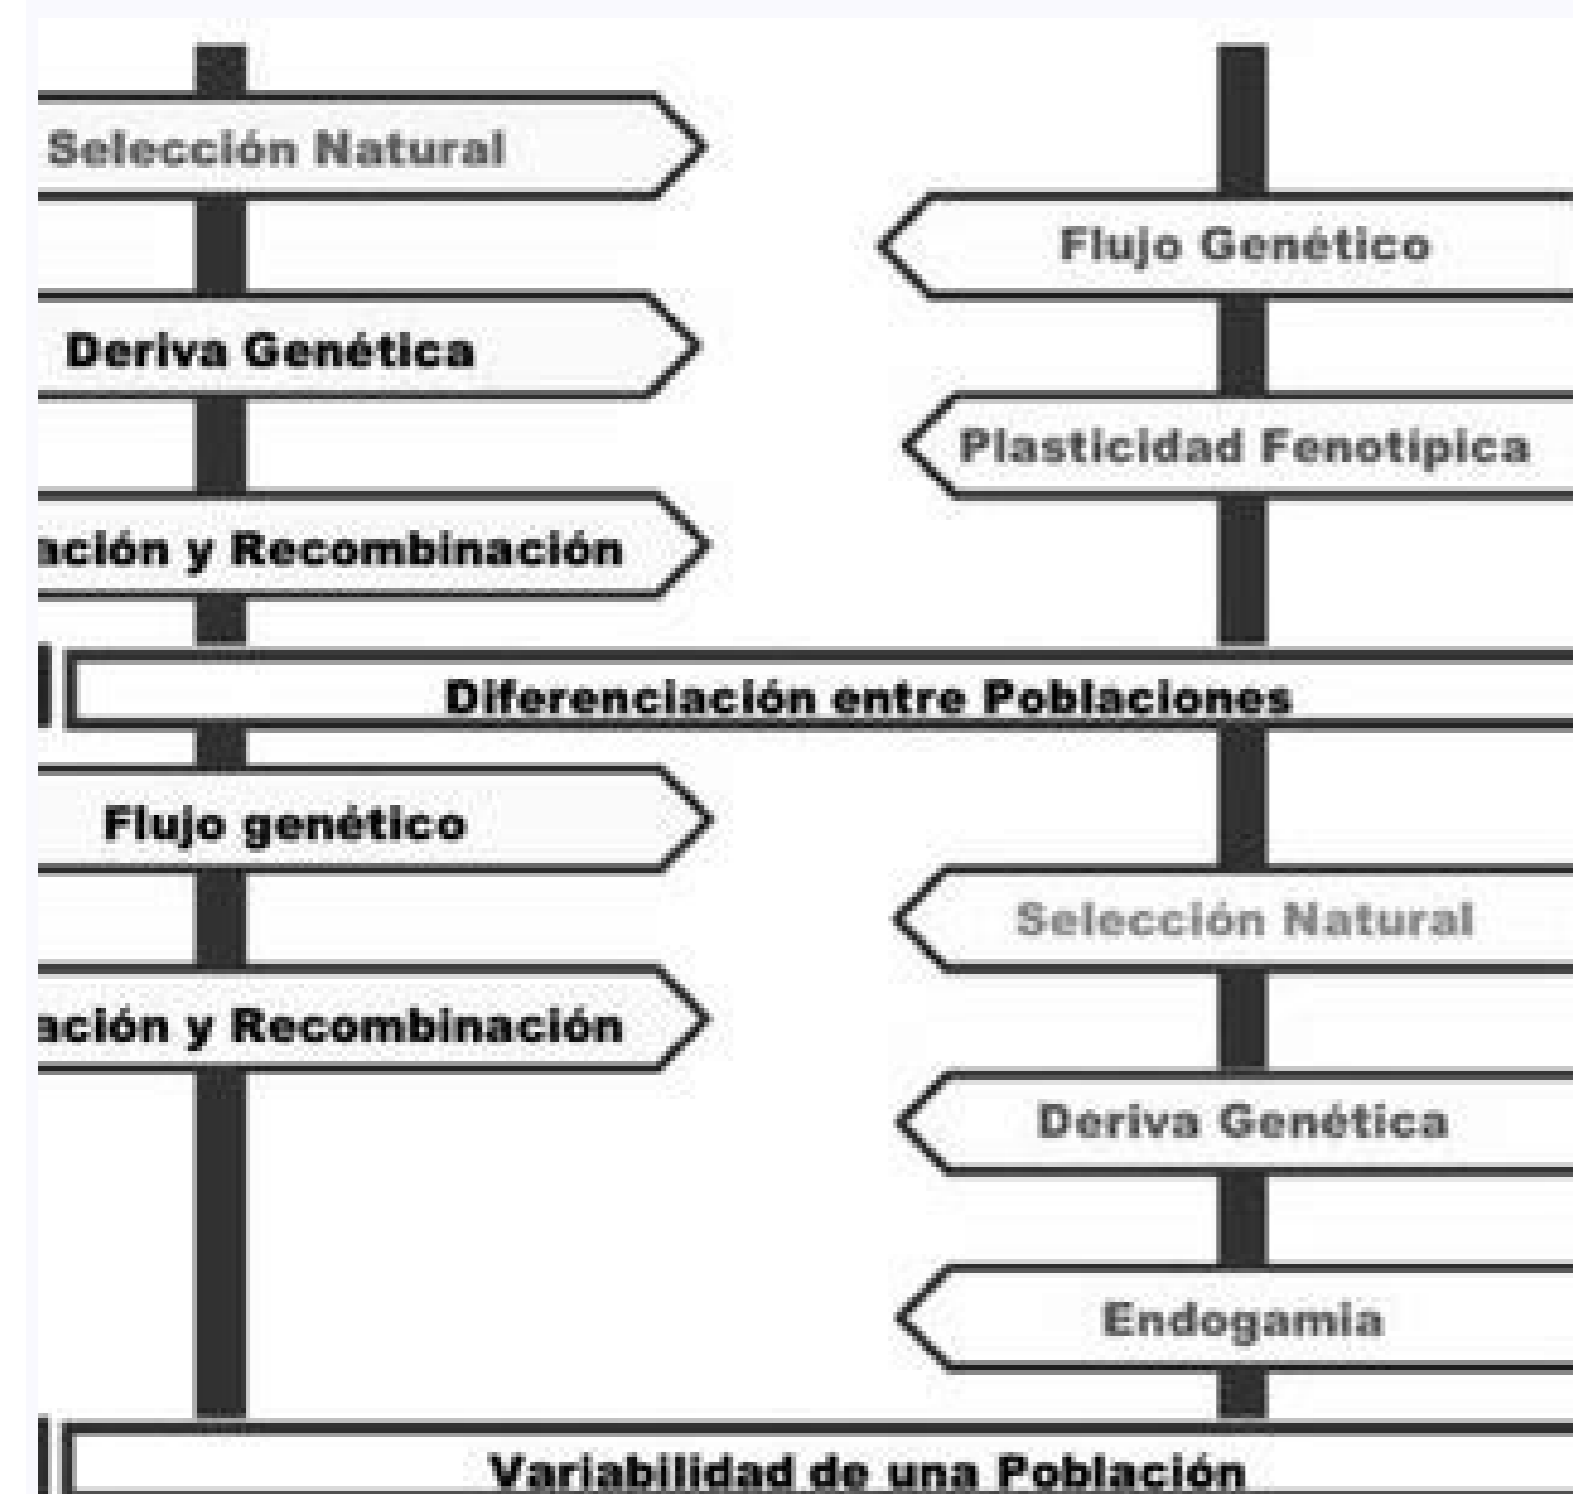 Selección Natural
Flujo Genético
Deriva Genética
Plasticidad Fenotípica
ación y Recombinación
Diferenciación entre Poblaciones
Flujo genético
Selección Natural
ación y Recombinación
Deriva Genética
Endogamia
Variabilidad de una Población